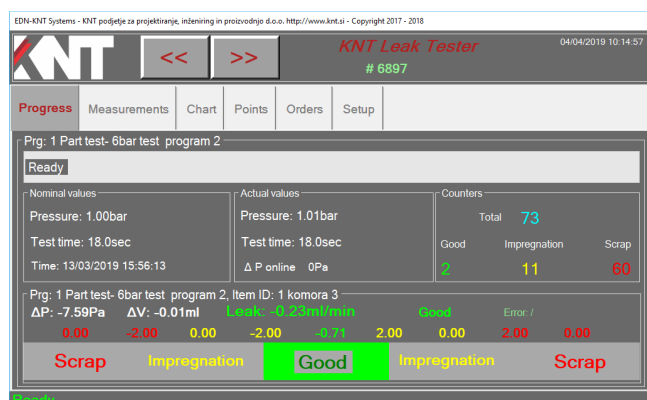 EDN-KNT Systems - KNT podjetje za projektiranje, inženiring in proizvodnjo d.o.o. http://www.knt.si - Copyright 2017 - 2018
KNT << >> KNT Leak Tester 04/04/2019 10:14:57
# 6897
Progress Measurements Chart Points Orders Setup
Prg: 1 Part test- 6bar test program 2
Ready
Nominal values Actual values Counters
Pressure: 1.00bar Pressure: 1.01bar Total 73
Test time: 18.0sec Test time: 18.0sec Good Impregnation Scrap
Time: 13/03/2019 15:56:13 Δ P online 0Pa 2 11 60
Prg: 1 Part test- 6bar test program 2, Item ID: 1 komora 3
ΔP: -7.59Pa ΔV: -0.01ml Leak: -0.23ml/min Good Error: /
0.00 -2.00 0.00 -2.00 -0.71 2.00 0.00 2.00 0.00
Scrap Impregnation Good Impregnation Scrap
Ready